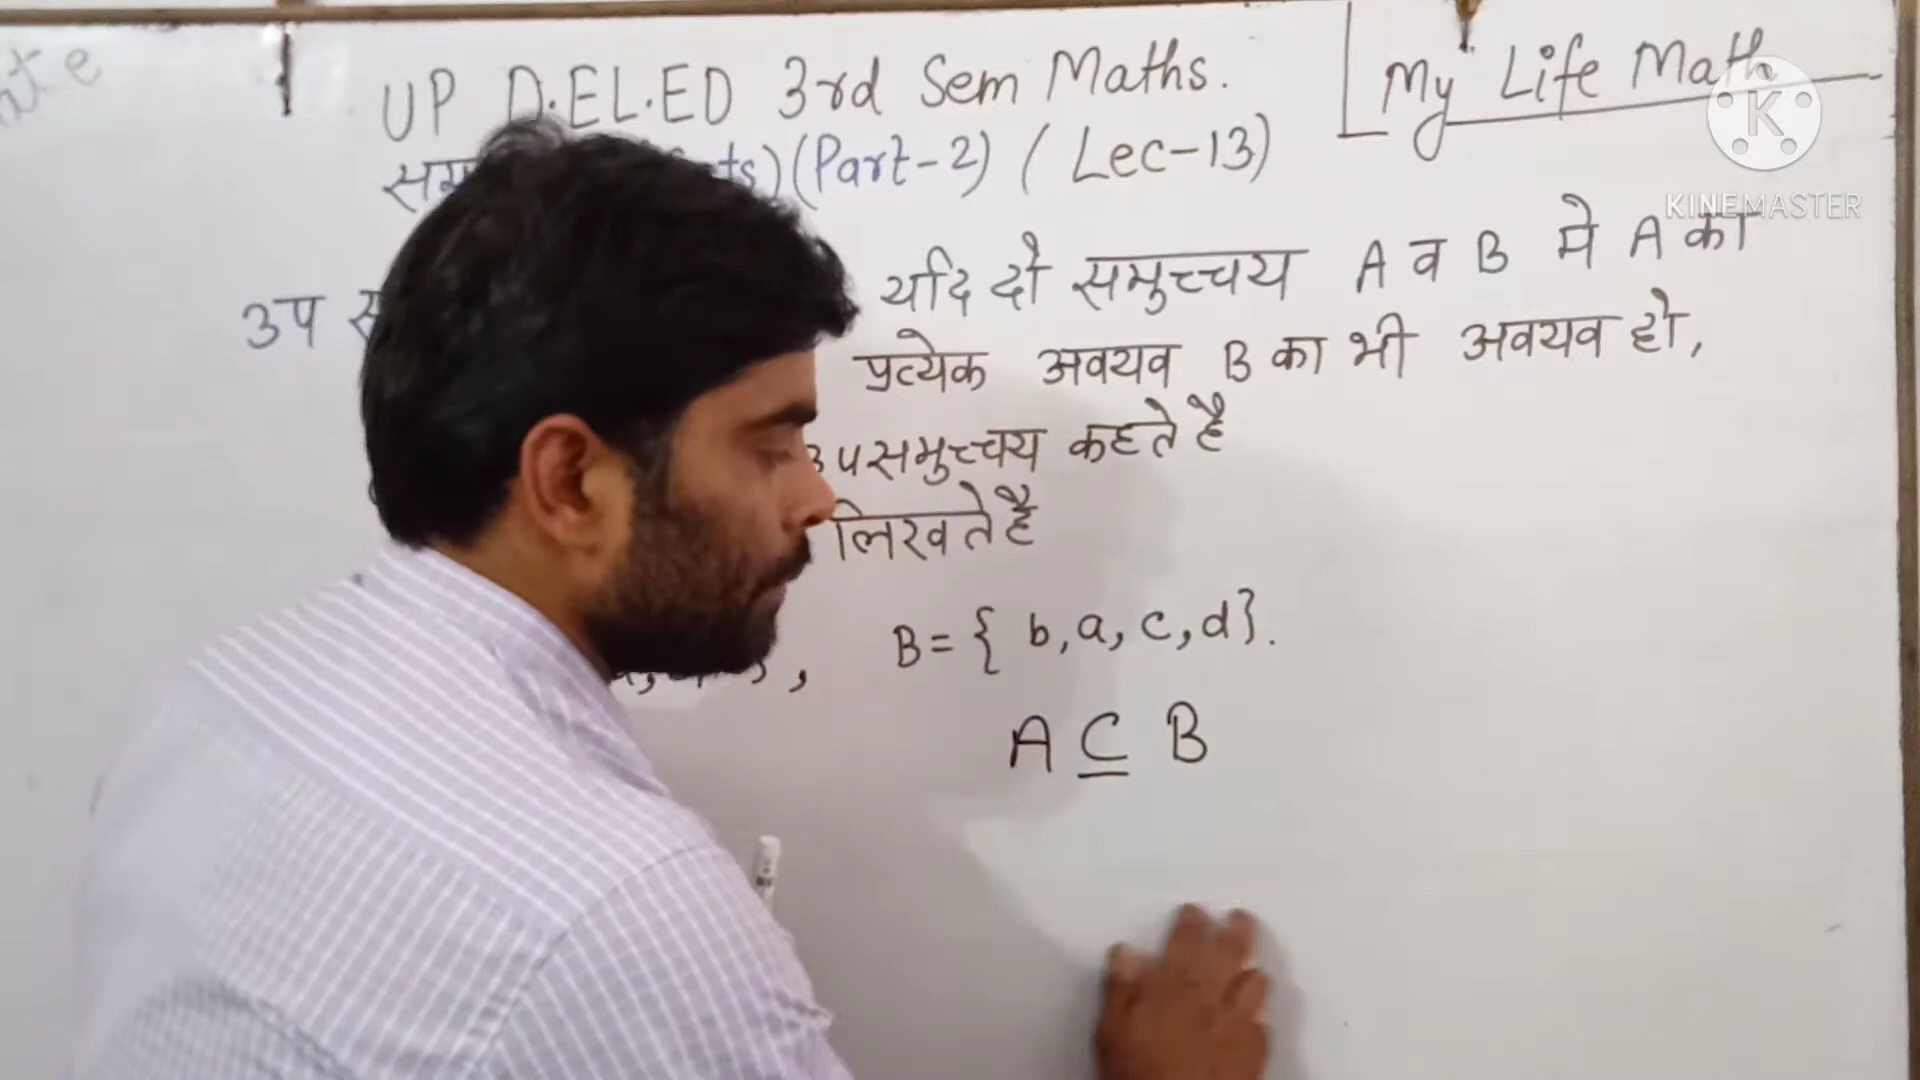 UP D.EL.ED 3rd Sem Maths.
My Life Math
(Part-2) (Lec-13)
KINEMASTER
उप यदि दो समुच्चय A व B मे A का
प्रत्येक अवयव B का भी अवयव हो,
उपसमुच्चय कहते है
लिखते है
, B = { b, a, c, d }.
A ⊆ B